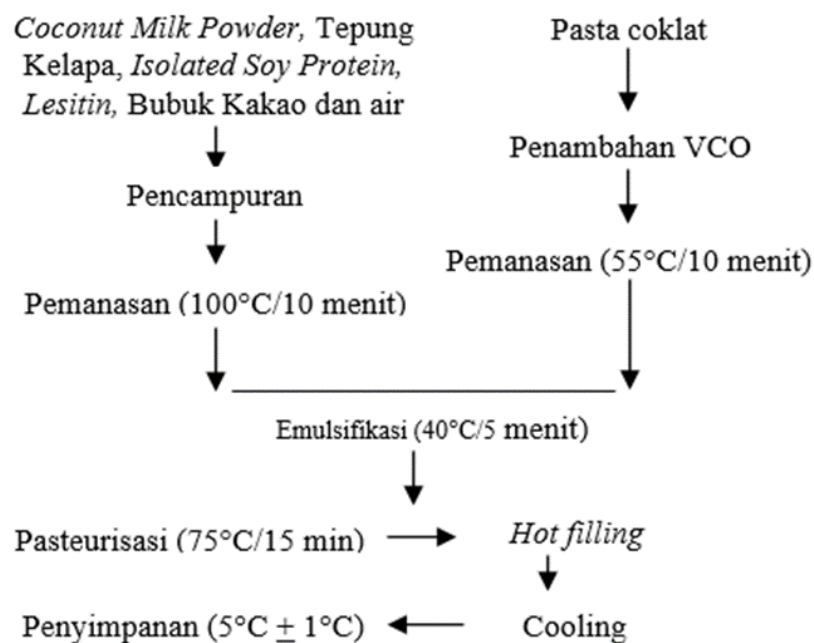 Coconut Milk Powder, Tepung
Kelapa, Isolated Soy Protein,
Lesitin, Bubuk Kakao dan air
Pencampuran
Pemanasan (100°C/10 menit)
Pasta coklat
Penambahan VCO
Pemanasan (55°C/10 menit)
Emulsifikasi (40°C/5 menit)
Pasteurisasi (75°C/15 min)
Hot filling
Cooling
Penyimpanan (5°C ± 1°C)